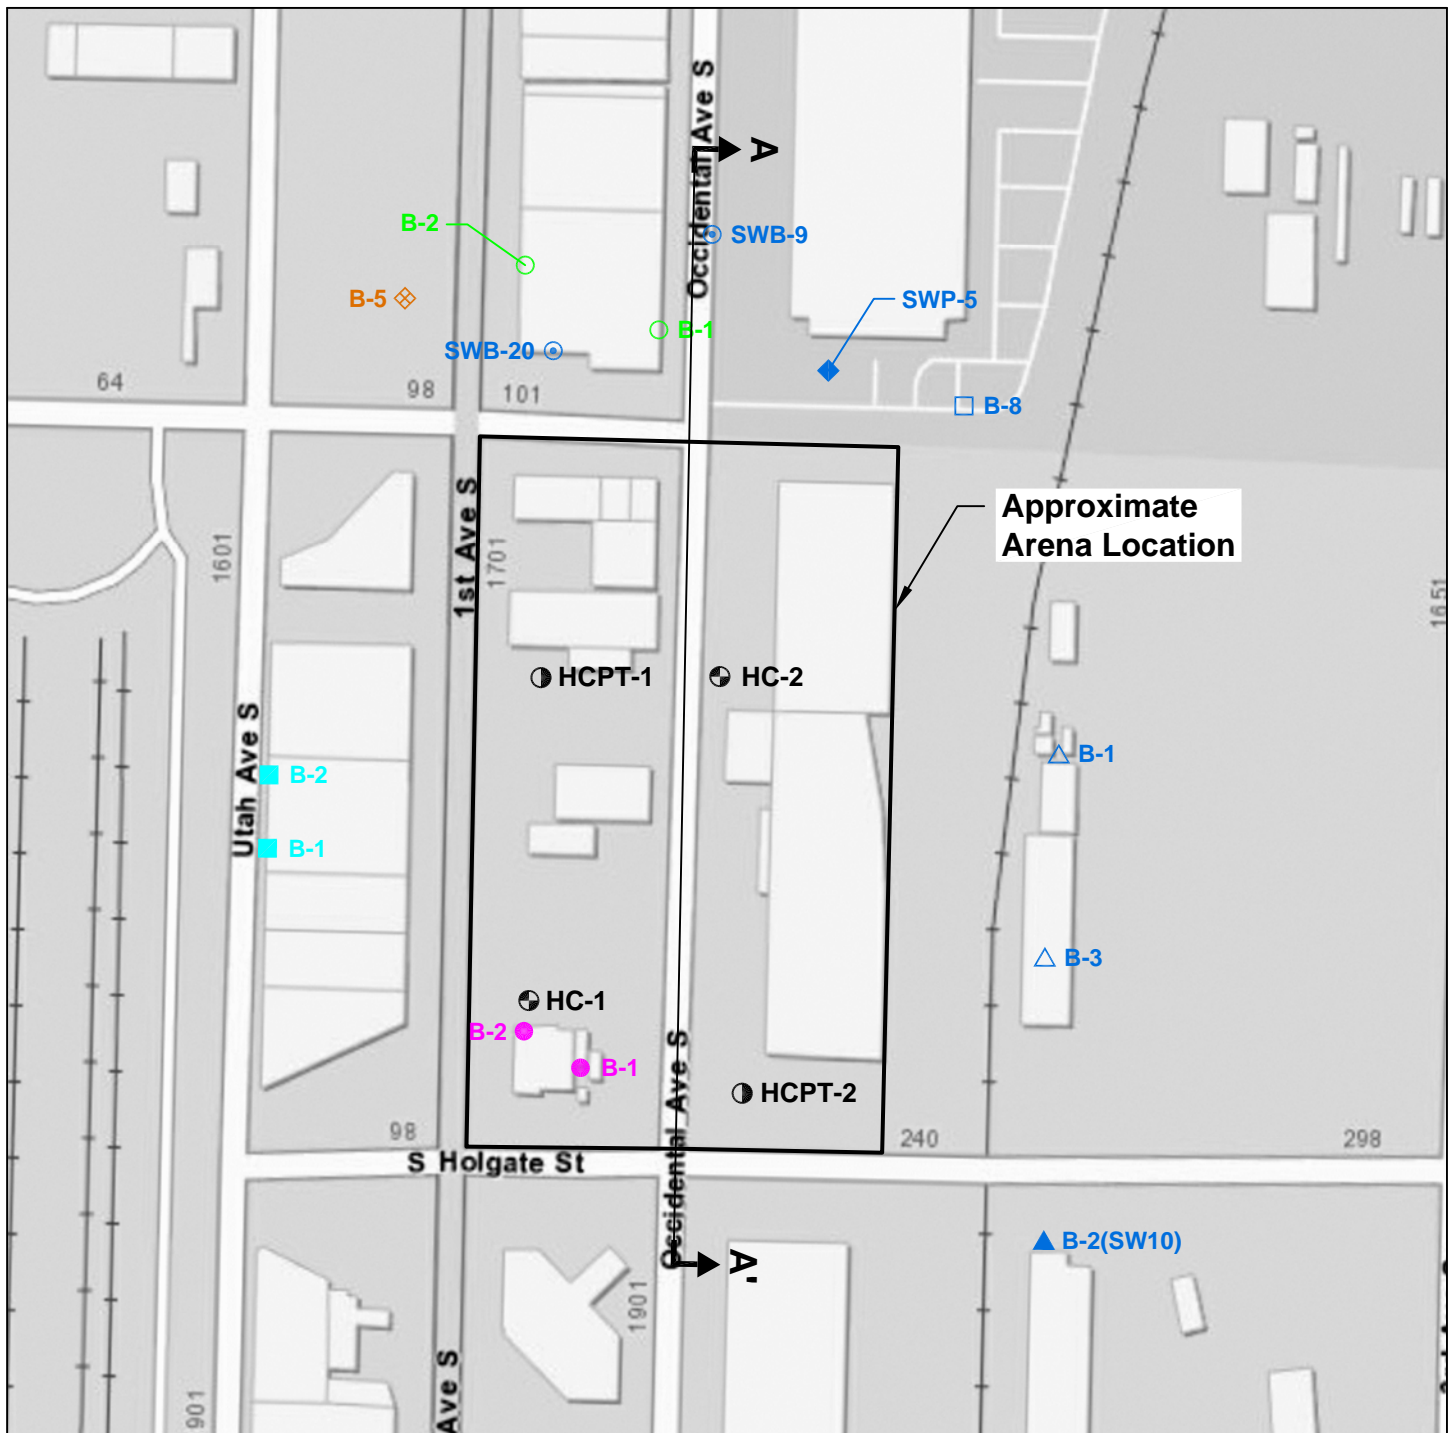 Occidental Ave S
A
B-2
SWB-9
B-5
SWP-5
B-1
SWB-20
64
98
101
B-8
1st Ave S
1701
1601
Approximate
Arena Location
1651
HCPT-1
HC-2
Utah Ave S
B-2
B-1
B-1
B-3
HC-1
B-2
B-1
HCPT-2
Occidental Ave S
98
240
298
S Holgate St
B-2(SW10)
A'
1901
Ave S
901